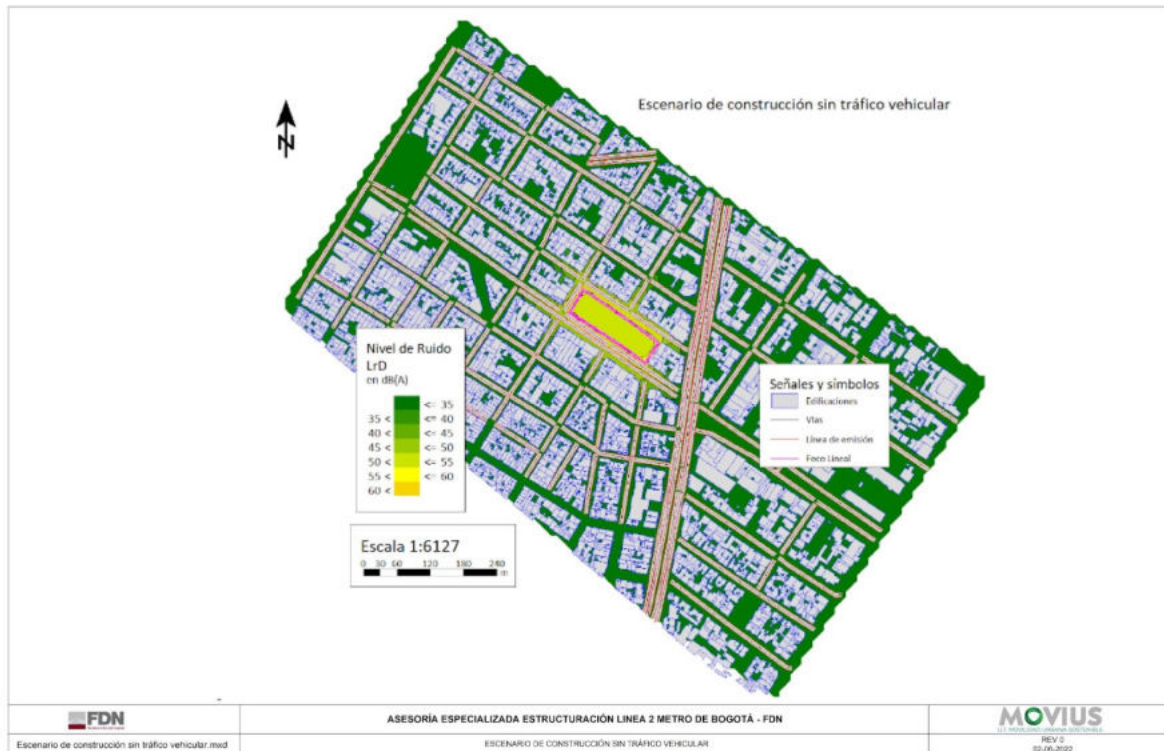 Escenario de construcción sin tráfico vehicular
N
Nivel de Ruido
LrD
en dB(A)
<= 35
35 < <= 40
40 < <= 45
45 < <= 50
50 < <= 55
55 < <= 60
60 <
Señales y símbolos
Edificaciones
Vías
Línea de emisión
Foco Lineal
Escala 1:6127
0 30 60 120 180 240
m
FDN
ASESORÍA ESPECIALIZADA ESTRUCTURACIÓN LINEA 2 METRO DE BOGOTÁ - FDN
MOVIUS
Escenario de construcción sin tráfico vehicular.mxd
ESCENARIO DE CONSTRUCCIÓN SIN TRÁFICO VEHICULAR
REV 0
02-06-2022